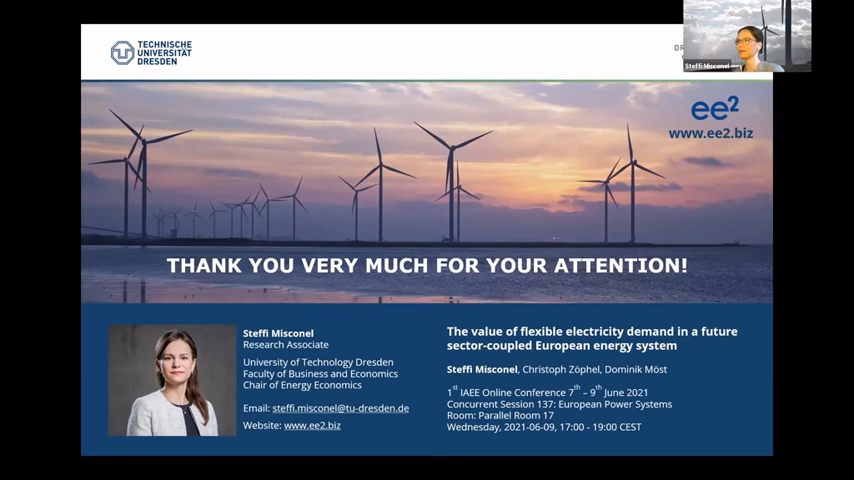 TECHNISCHE
UNIVERSITÄT
DRESDEN
Steffi Misconel
ee2
www.ee2.biz
THANK YOU VERY MUCH FOR YOUR ATTENTION!
Steffi Misconel
Research Associate
University of Technology Dresden
Faculty of Business and Economics
Chair of Energy Economics
Email: steffi.misconel@tu-dresden.de
Website: www.ee2.biz
The value of flexible electricity demand in a future
sector-coupled European energy system
Steffi Misconel, Christoph Zöphel, Dominik Möst
1st IAEE Online Conference 7th – 9th June 2021
Concurrent Session 137: European Power Systems
Room: Parallel Room 17
Wednesday, 2021-06-09, 17:00 - 19:00 CEST